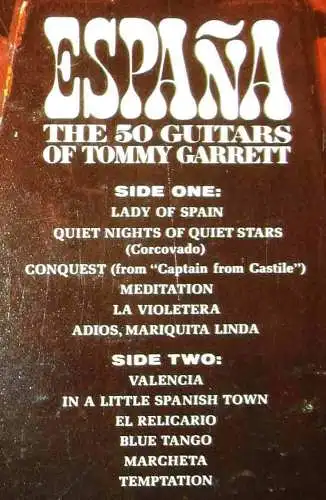 ESPAÑA
THE 50 GUITARS
OF TOMMY GARRETT
SIDE ONE:
LADY OF SPAIN
QUIET NIGHTS OF QUIET STARS
(Corcovado)
CONQUEST (from "Captain from Castile")
MEDITATION
LA VIOLETERA
ADIOS, MARIQUITA LINDA
SIDE TWO:
VALENCIA
IN A LITTLE SPANISH TOWN
EL RELICARIO
BLUE TANGO
MARCHETA
TEMPTATION